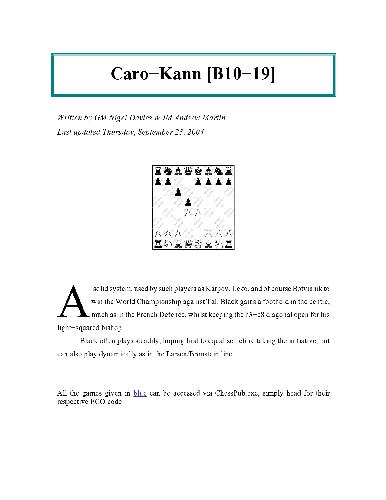 Caro−Kann [B10−19]
Written by GM Nigel Davies & IM Andrew Martin
Last updated Thursday, September 23, 2004
A solid system, used by such players as Karpov, Leko, and of course Botvinnik to
win the World Championship against Tal. Black gains a foothold in the centre,
much as in the French Defence, whilst keeping the diagonal open for his
light−squared bishop.
Black often plays steadily, hoping first to equalise before taking the initiative, but
can also play dynamically as in the Larsen/Bronstein line.
All the games given in blue can be accessed via ChessPub.exe, simply head for their
respective ECO code.